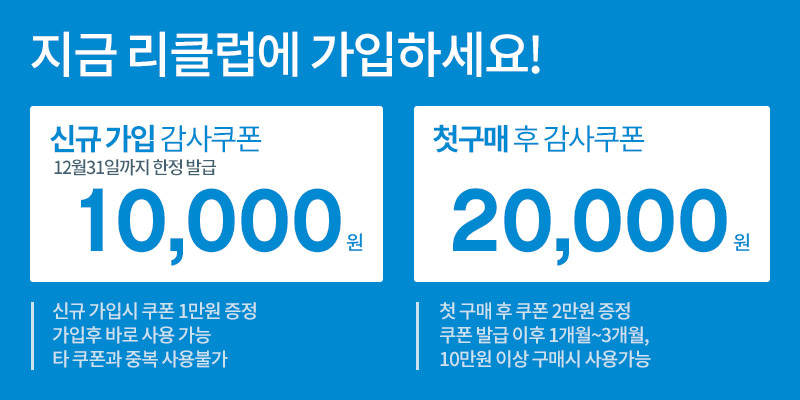 지금 리클럽에 가입하세요!
신규 가입 감사쿠폰
12월31일까지 한정 발급
10,000원
신규 가입시 쿠폰 1만원 증정
가입후 바로 사용 가능
타 쿠폰과 중복 사용불가
첫구매 후 감사쿠폰
20,000원
첫 구매 후 쿠폰 2만원 증정
쿠폰 발급 이후 1개월~3개월,
10만원 이상 구매시 사용가능